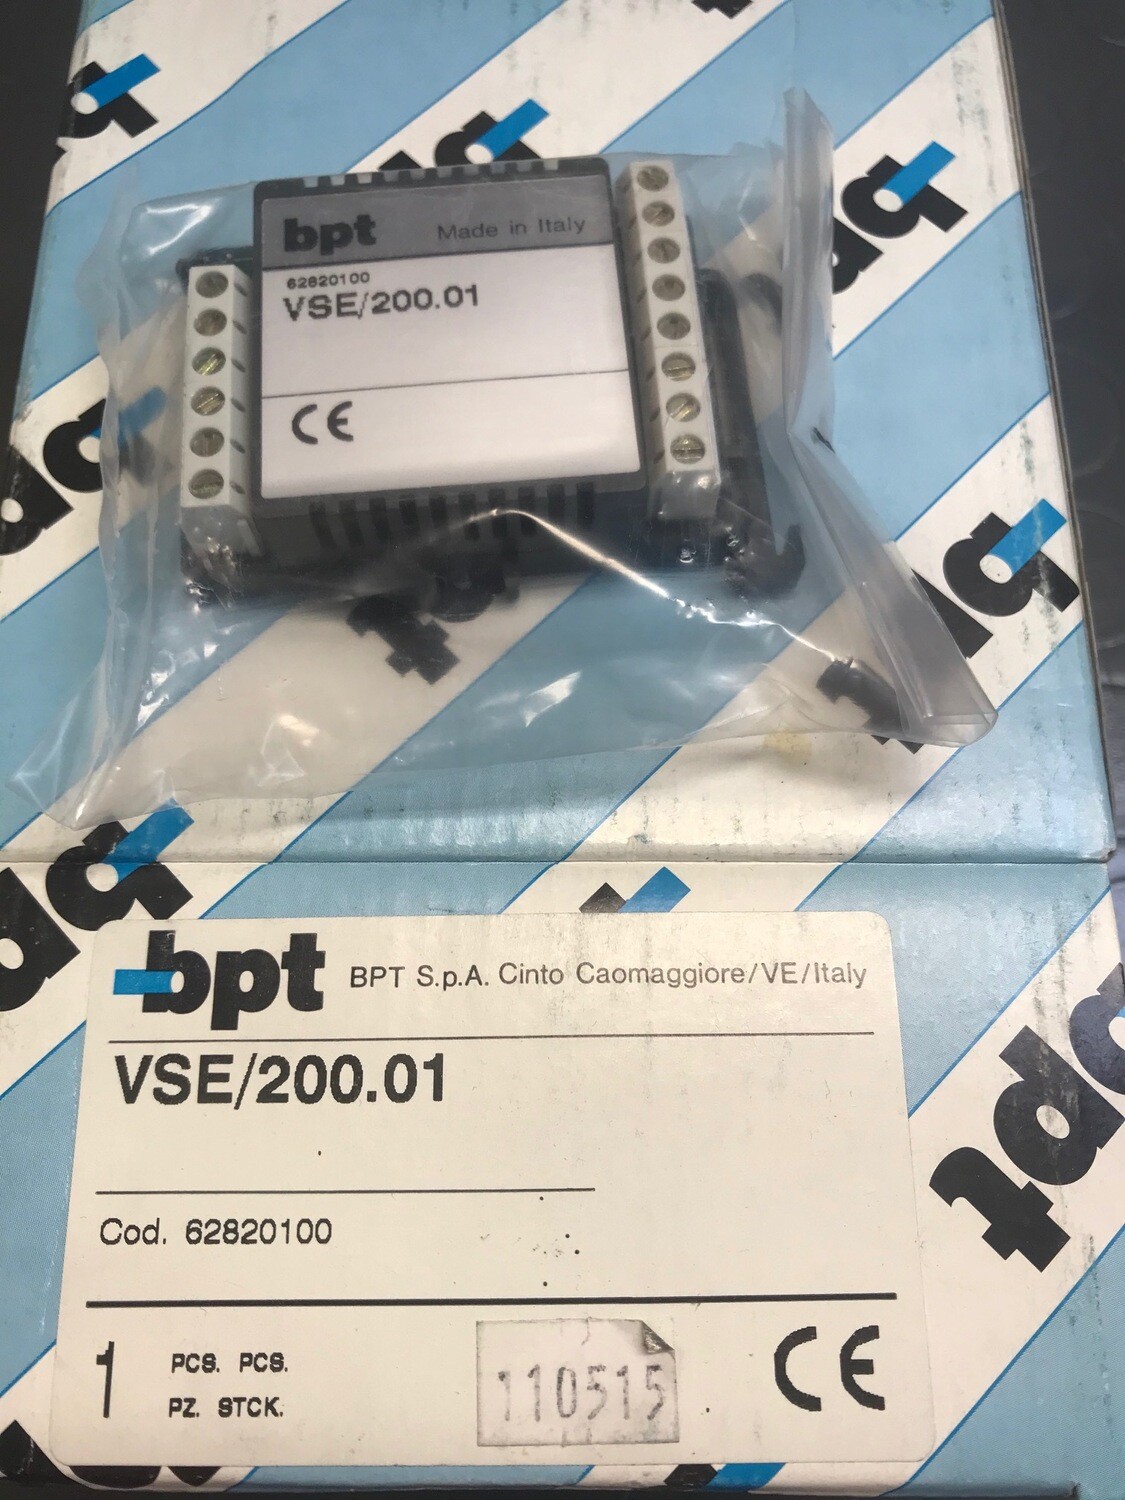 bpt Made in Italy
62820100
VSE/200.01
CE
bpt BPT S.p.A. Cinto Caomaggiore/VE/Italy
VSE/200.01
Cod. 62820100
1 PCS. PCS.
PZ. STCK.
110515
CE
bpt